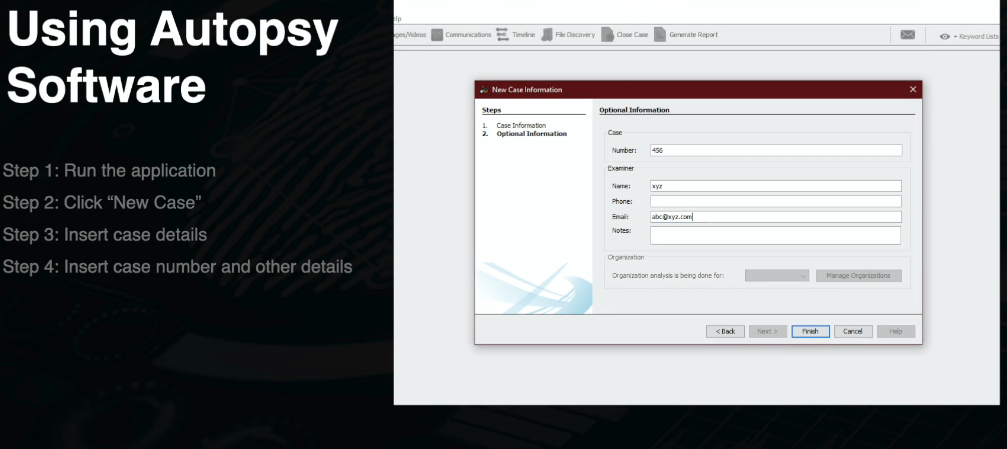 Using Autopsy
Software
Step 1: Run the application
Step 2: Click “New Case”
Step 3: Insert case details
Step 4: Insert case number and other details
Communications Timeline File Discovery Close Case Generate Report Keyword Lists
New Case Information
Steps
1. Case Information
2. Optional Information
Optional Information
Case
Number: 456
Examiner
Name: xyz
Phone:
Email: abc@xyz.com
Notes:
Organization
Organization analysis is being done for: Manage Organizations
< Back Next > Finish Cancel Help